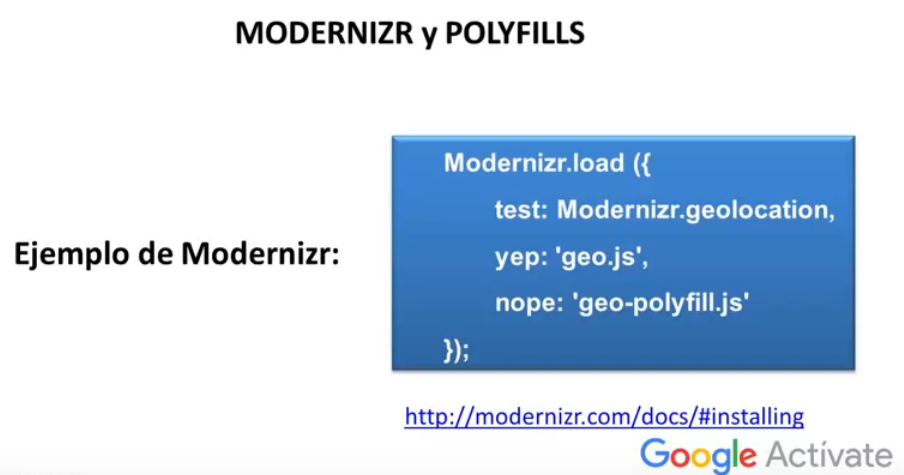 MODERNIZR y POLYFILLS
Ejemplo de Modernizr:
Modernizr.load ({
test: Modernizr.geolocation,
yep: 'geo.js',
nope: 'geo-polyfill.js'
});
http://modernizr.com/docs/#installing
Google Actívate